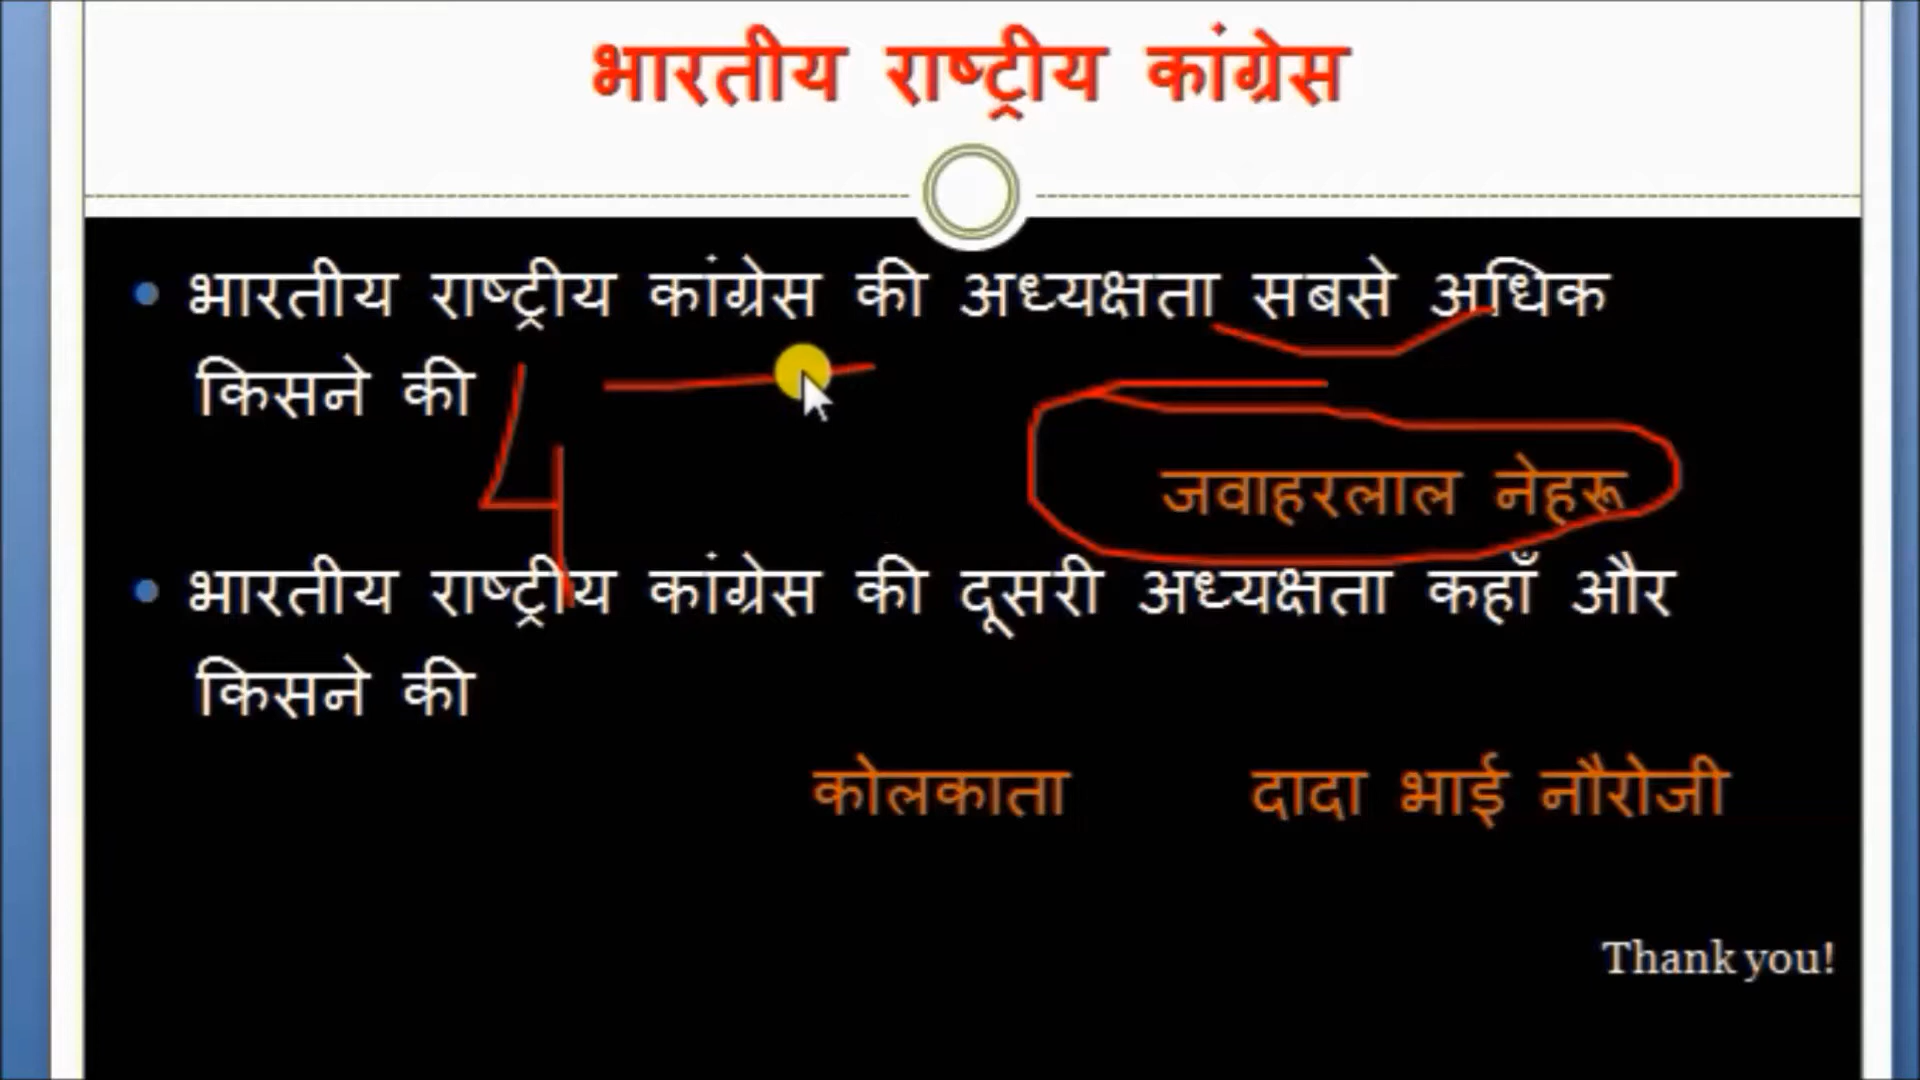 भारतीय राष्ट्रीय कांग्रेस
भारतीय राष्ट्रीय कांग्रेस की अध्यक्षता सबसे अधिक
किसने की
4
जवाहरलाल नेहरू
भारतीय राष्ट्रीय कांग्रेस की दूसरी अध्यक्षता कहाँ और
किसने की
कोलकाता दादा भाई नौरोजी
Thank you!